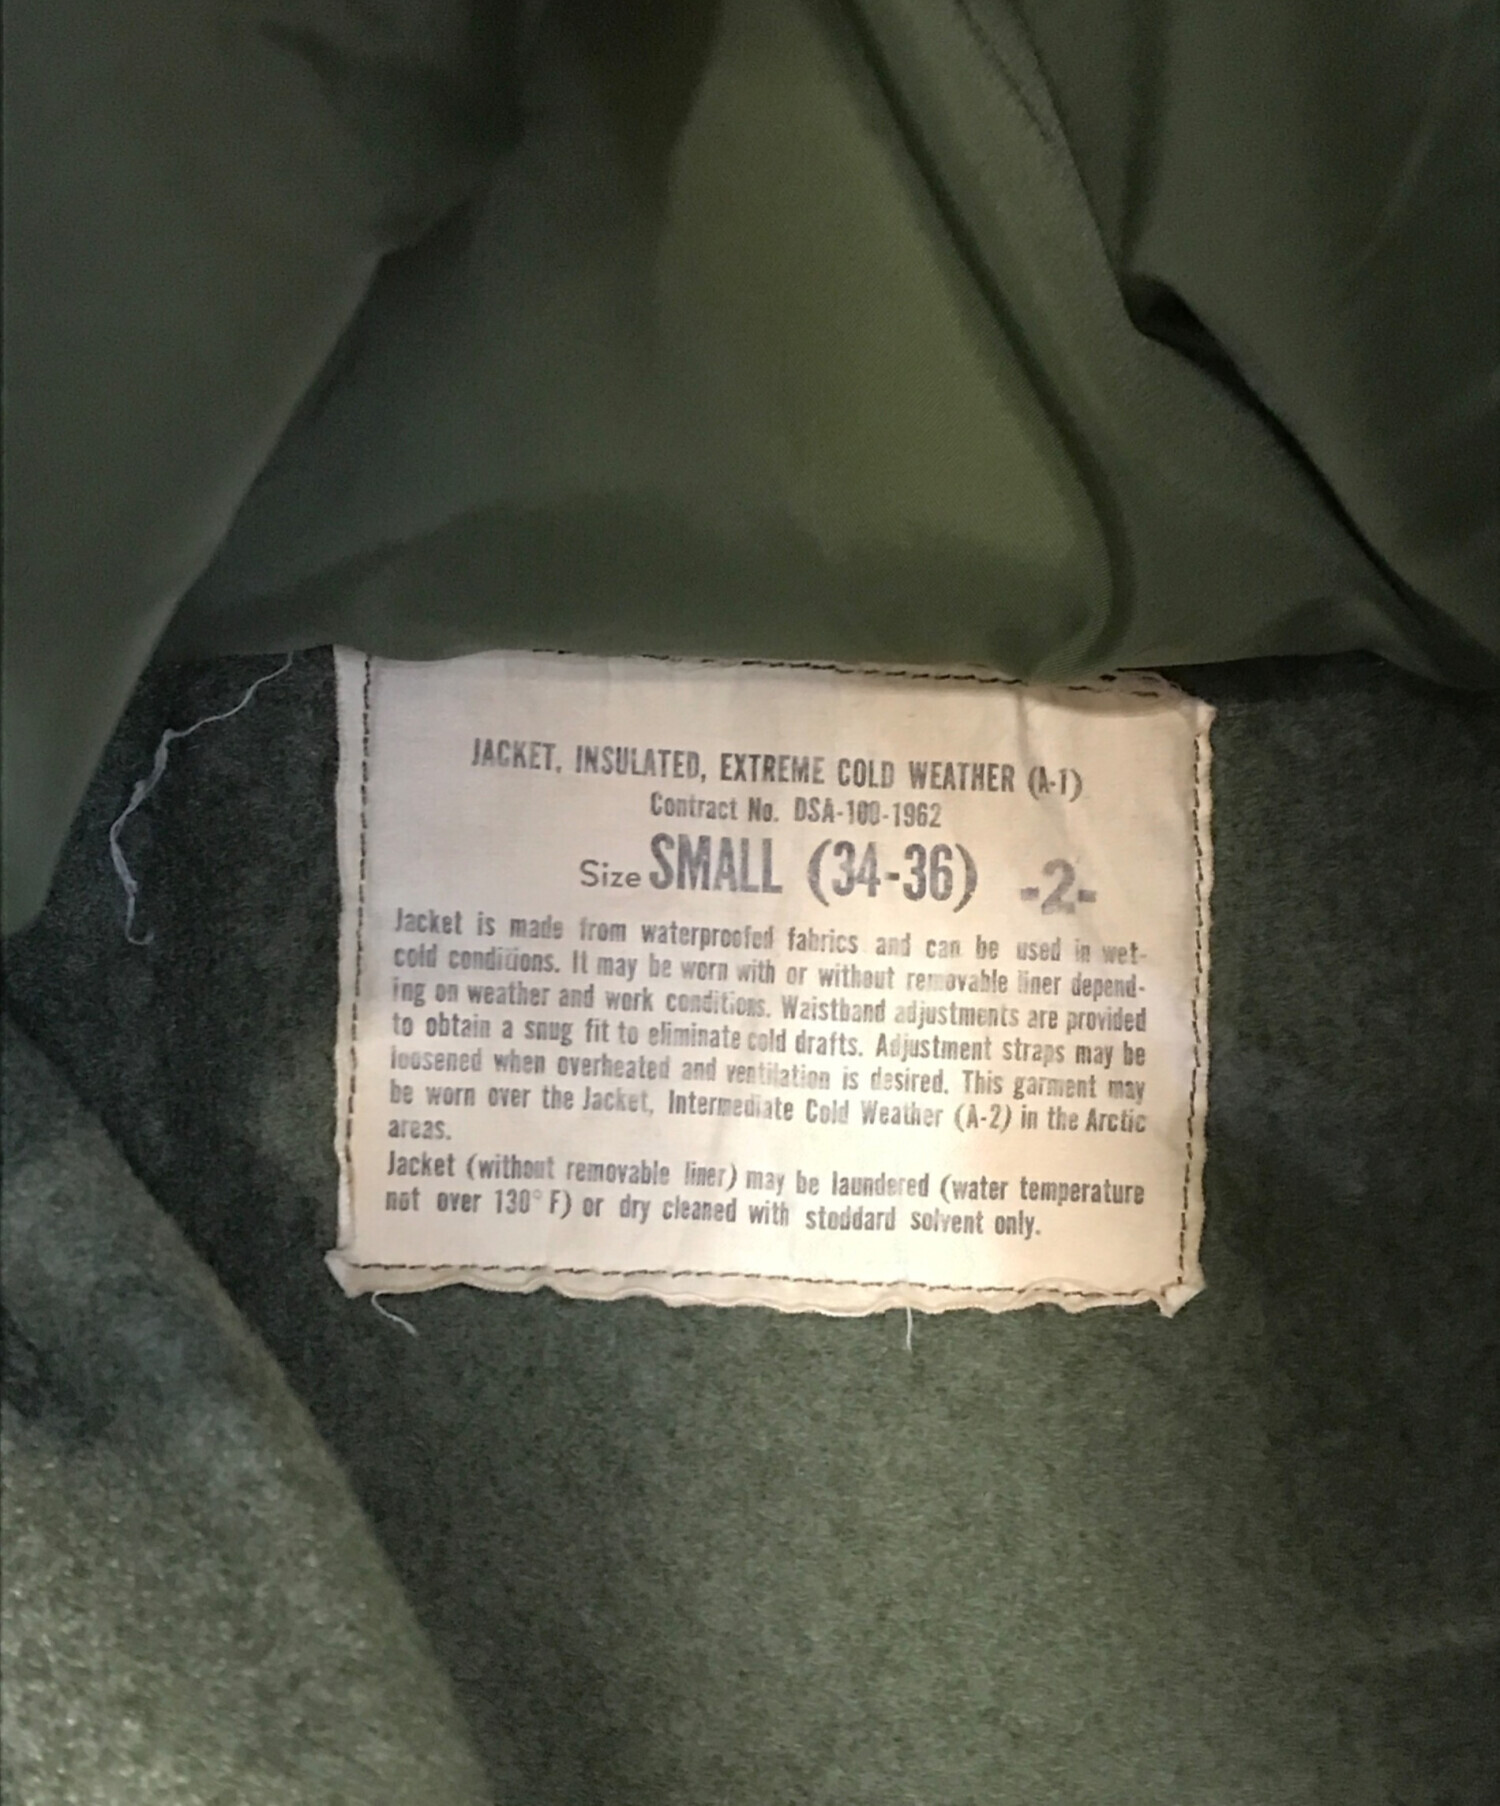 JACKET, INSULATED, EXTREME COLD WEATHER (A-1)
Contract No. DSA-100-1962
Size SMALL (34-36) -2-
Jacket is made from waterproofed fabrics and can be used in wet-
cold conditions. It may be worn with or without removable liner depend-
ing on weather and work conditions. Waistband adjustments are provided
to obtain a snug fit to eliminate cold drafts. Adjustment straps may be
loosened when overheated and ventilation is desired. This garment may
be worn over the Jacket, Intermediate Cold Weather (A-2) in the Arctic
areas.
Jacket (without removable liner) may be laundered (water temperature
not over 130° F) or dry cleaned with stoddard solvent only.